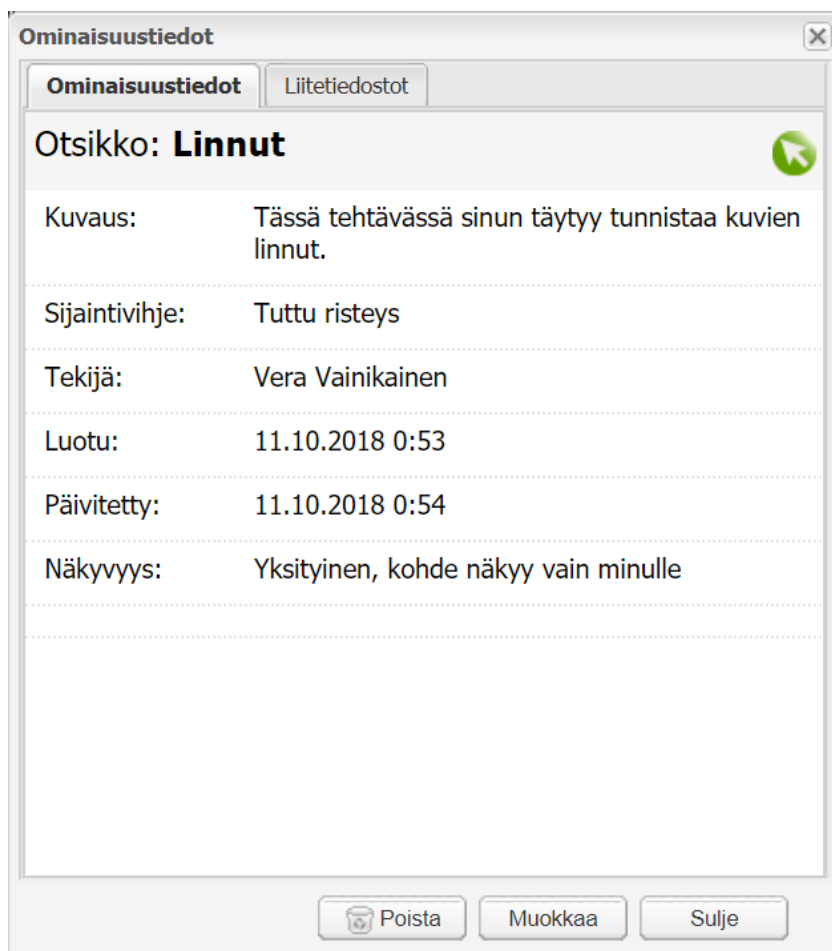 Ominaisuustiedot
Ominaisuustiedot Liitetiedostot
Otsikko: Linnut
Kuvaus: Tässä tehtävässä sinun täytyy tunnistaa kuvien
linnut.
Sijaintivihje: Tuttu risteys
Tekijä: Vera Vainikainen
Luotu: 11.10.2018 0:53
Päivitetty: 11.10.2018 0:54
Näkyvyys: Yksityinen, kohde näkyy vain minulle
Poista Muokkaa Sulje